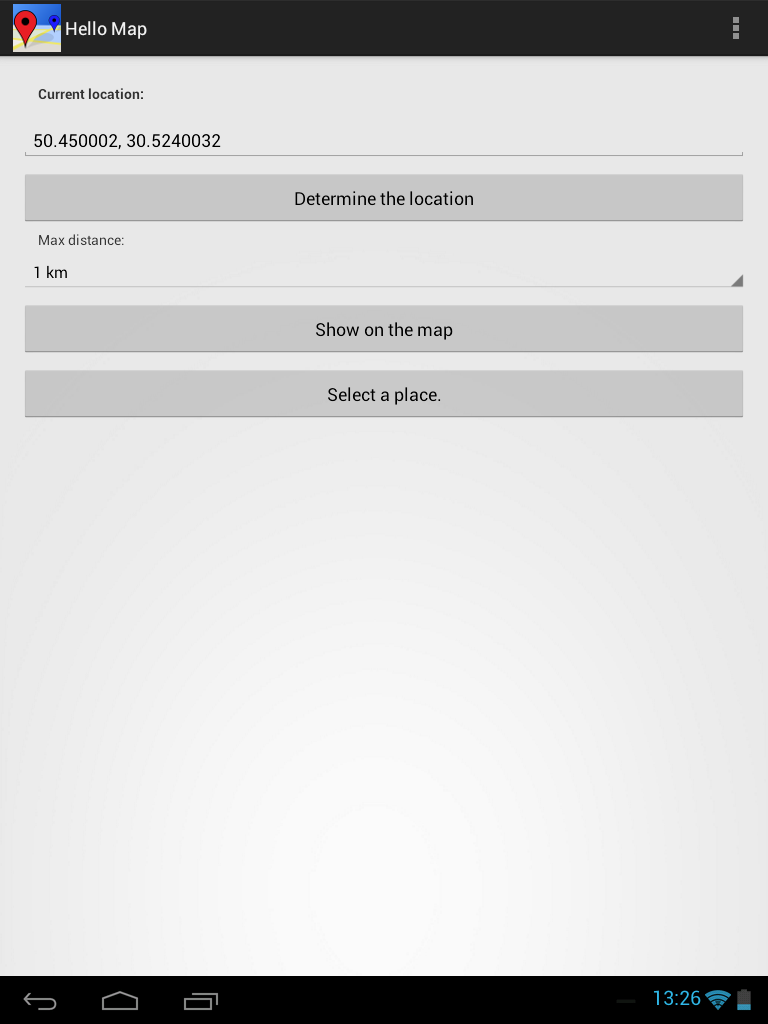 Hello Map
Current location:
50.450002, 30.5240032
Determine the location
Max distance:
1 km
Show on the map
Select a place.
13:26